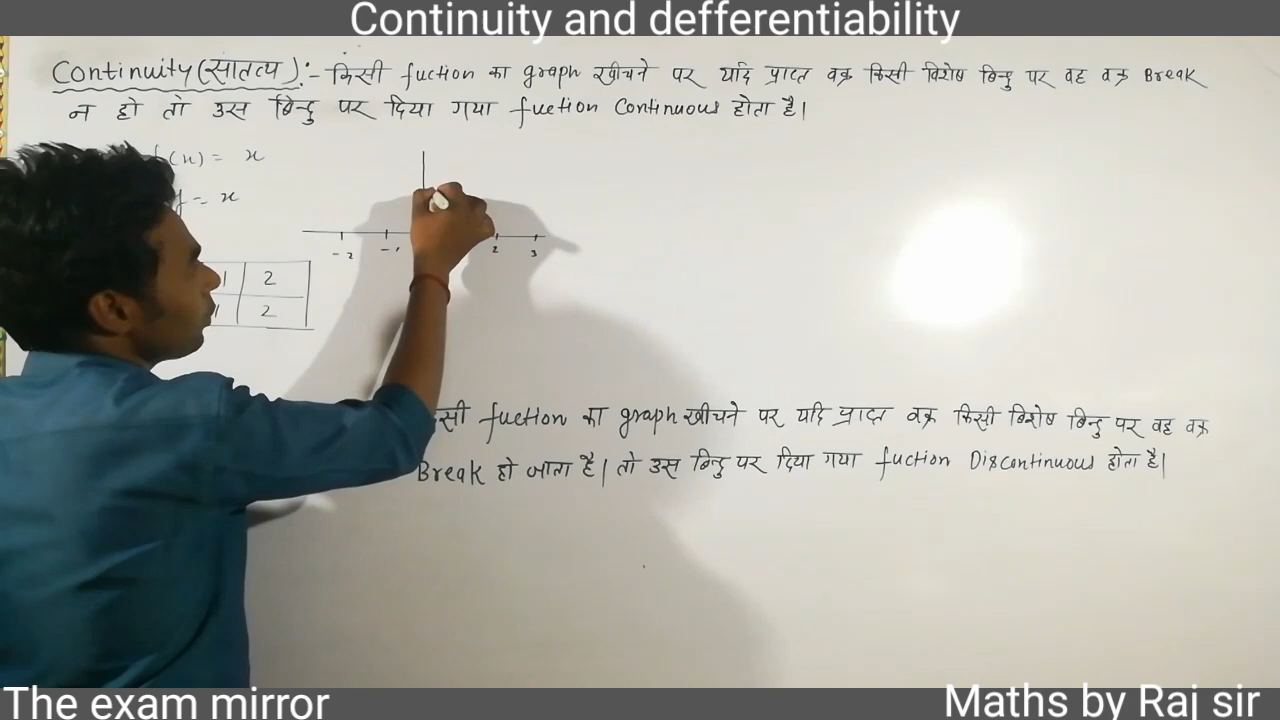 Continuity and defferentiability
Continuity (सातत्य) :- किसी fuction का graph खीचने पर यदि प्राप्त वक्र किसी विशेष बिन्दु पर वह वक्र Break
न हो तो उस बिन्दु पर दिया गया fuction Continuous होता है।
(x) = x
= x
-2 -1 2 3
1 2
1 2
सी fuction का graph खीचने पर यदि प्राप्त वक्र किसी विशेष बिन्दु पर वह वक्र
Break हो जाता है। तो उस बिन्दु पर दिया गया fuction Discontinuous होता है।
The exam mirror
Maths by Raj sir